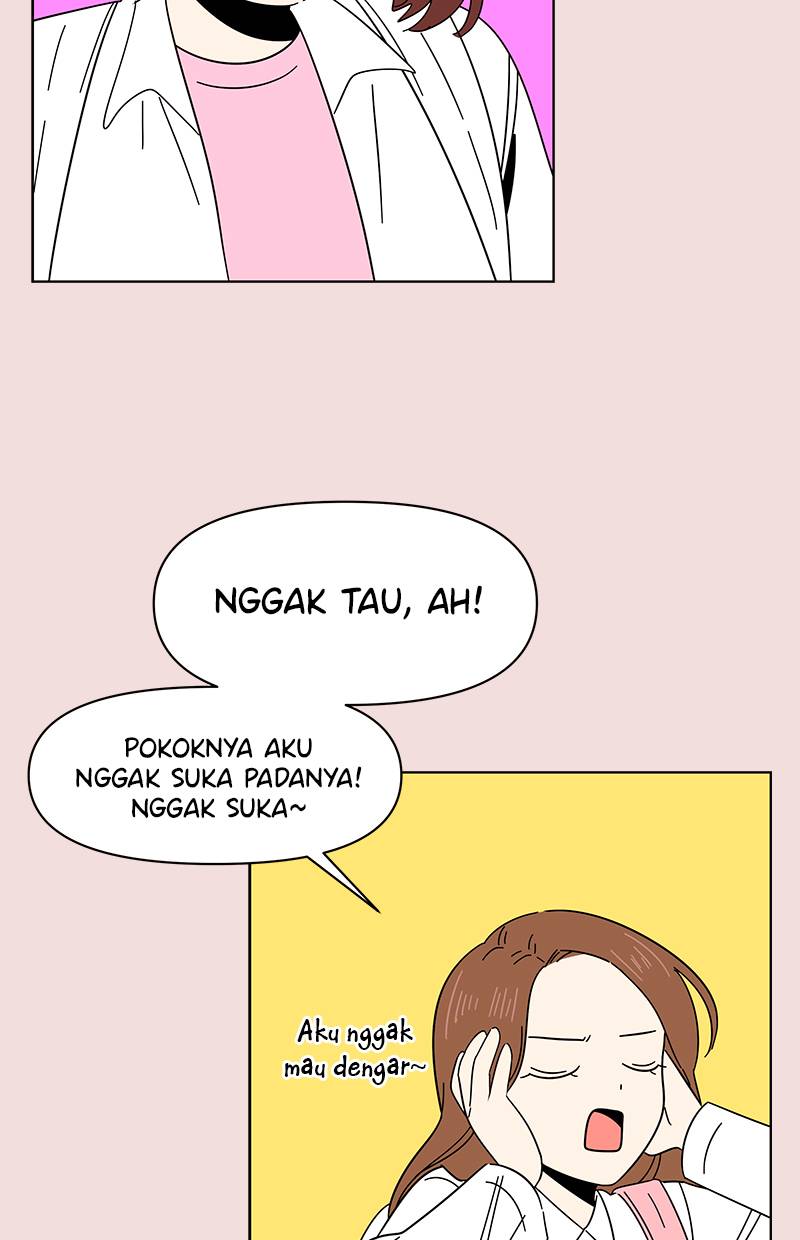 NGGAK TAU, AH!
POKOKNYA AKU
NGGAK SUKA PADANYA!
NGGAK SUKA~
Aku nggak
mau dengar~